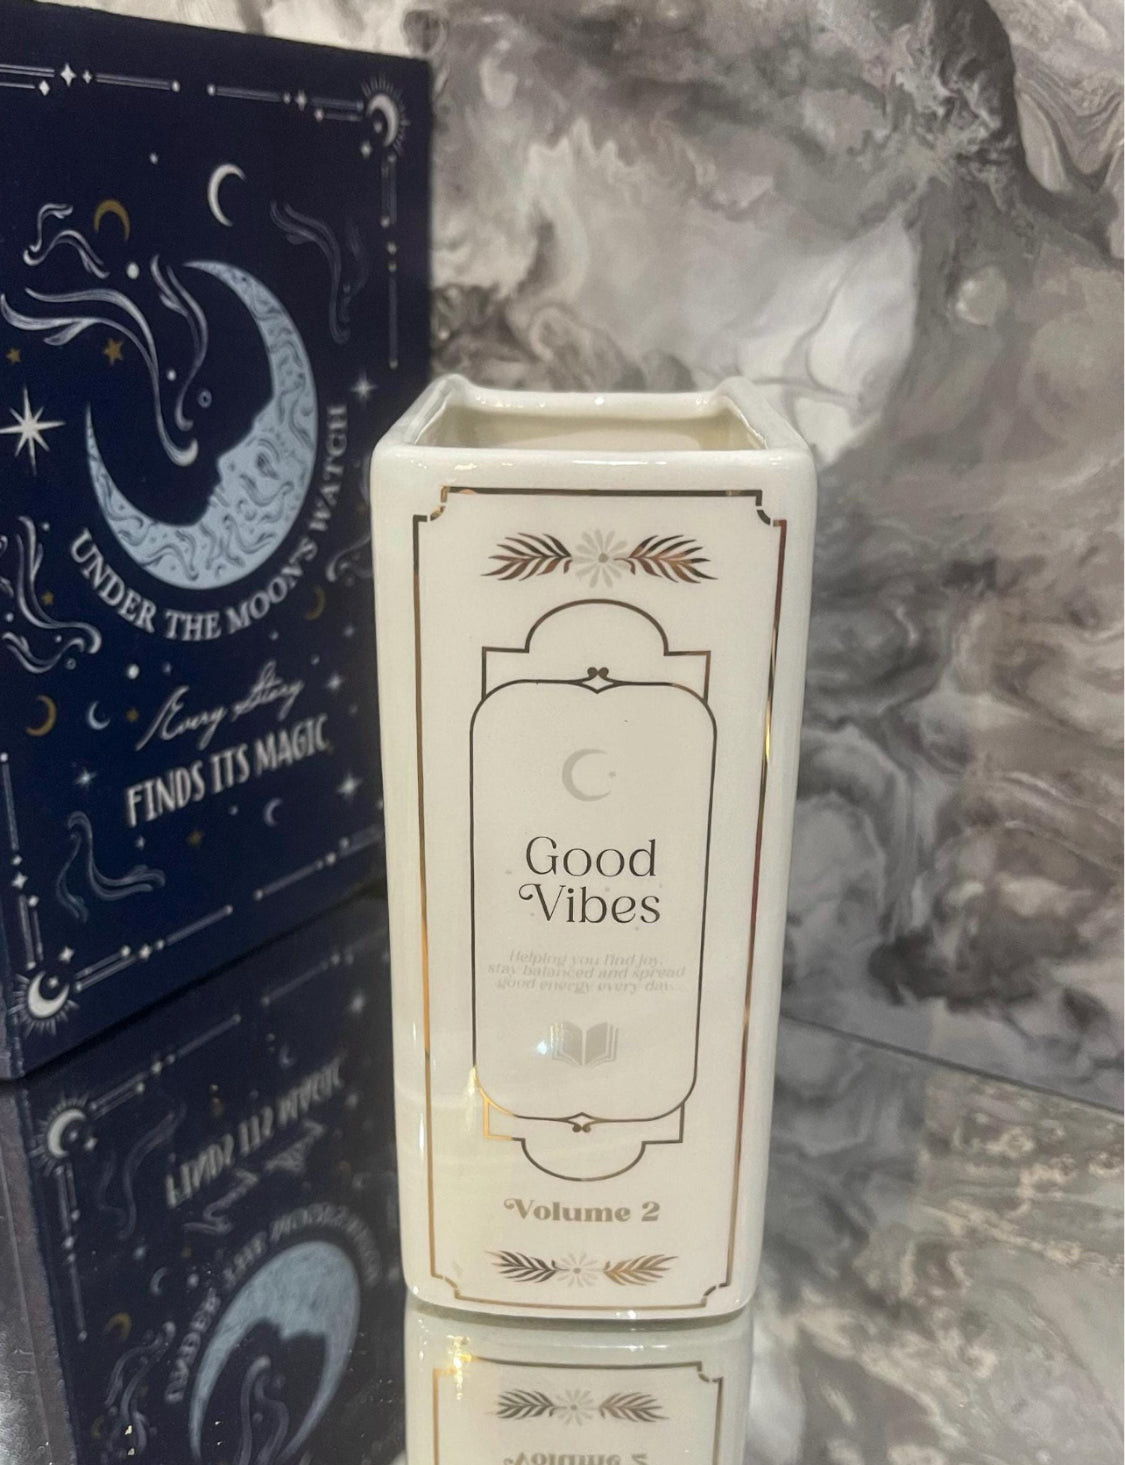 UNDER THE MOON'S WATCH
Every Story
FINDS ITS MAGIC
Good
Vibes
Helping you find joy,
stay balanced and spread
good energy every day...
Volume 2